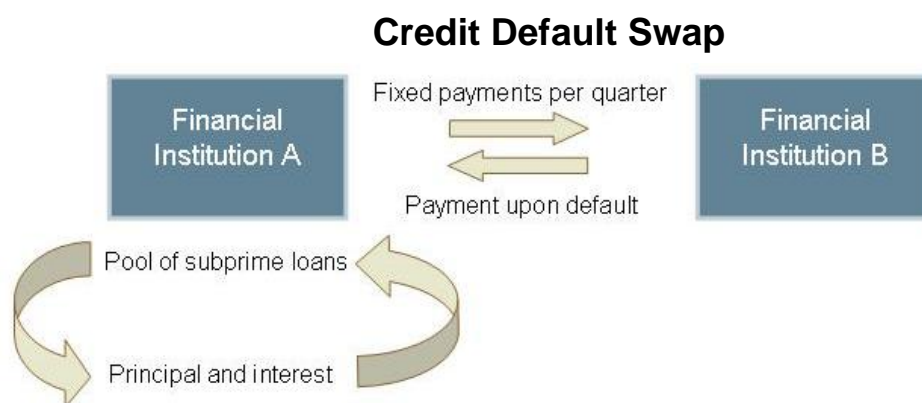 Credit Default Swap
Fixed payments per quarter
Financial
Institution A
Financial
Institution B
Payment upon default
Pool of subprime loans
Principal and interest